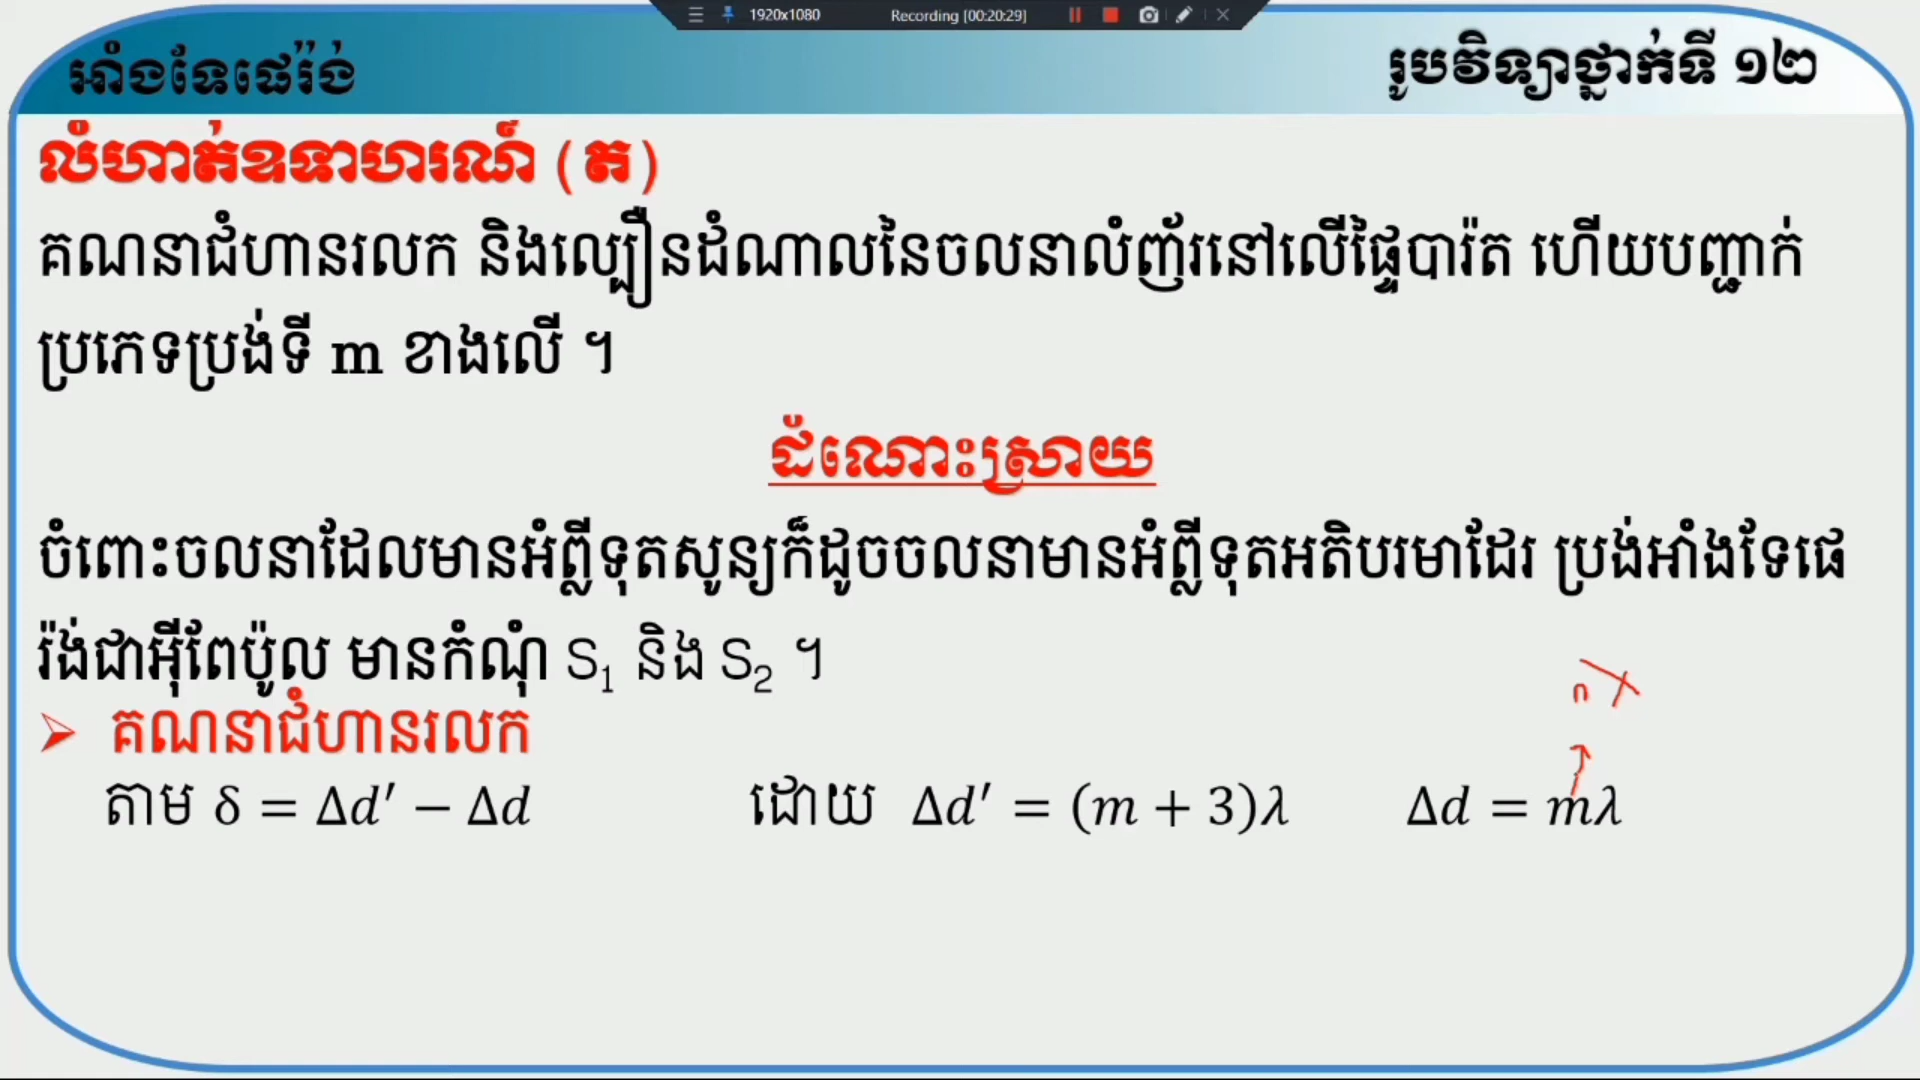 1920x1080 Recording [00:20:29]
អាំងទែផេរ៉ង់
រូបវិទ្យាថ្នាក់ទី ១២
លំហាត់ឧទាហរណ៍ (ត)
គណនាជំហានរលក និងល្បឿនដំណាលនៃចលនាលំញ័រនៅលើផ្ទៃបារ៉ត ហើយបញ្ជាក់
ប្រភេទប្រង់ទី m ខាងលើ ។
ដំណោះស្រាយ
ចំពោះចលនាដែលមានអំព្លីទុតសូន្យក៏ដូចចលនាមានអំព្លីទុតអតិបរមាដែរ ប្រង់អាំងទែផេ
រ៉ង់ជាអ៊ីពែប៉ូល មានកំណុំ S₁ និង S₂ ។
➢ គណនាជំហានរលក
តាម δ = Δd′ − Δd ដោយ Δd′ = (m + 3)λ Δd = mλ